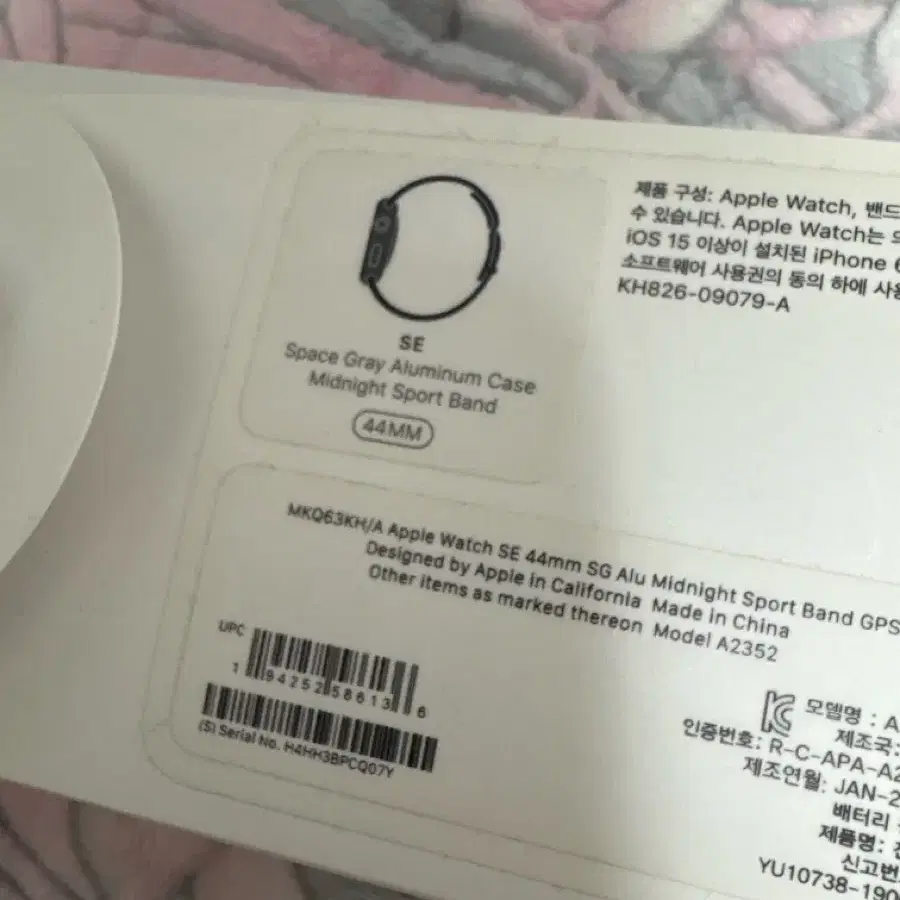 SE
Space Gray Aluminum Case
Midnight Sport Band
44MM
제품 구성: Apple Watch, 밴드
수 있습니다. Apple Watch는
iOS 15 이상이 설치된 iPhone
소프트웨어 사용권의 동의 하에
KH826-09079-A
MKQ63KH/A Apple Watch SE 44mm SG Alu Midnight Sport Band GPS
Designed by Apple in California Made in China
Other items as marked thereon Model A2352
UPC
1 94252 58613 6
(S) Serial No. H4HH3BPCQ07Y
모델명 : A
제조국:
인증번호: R-C-APA-A2
제조연월: JAN-2
배터리
제품명:
신고번
YU10738-190